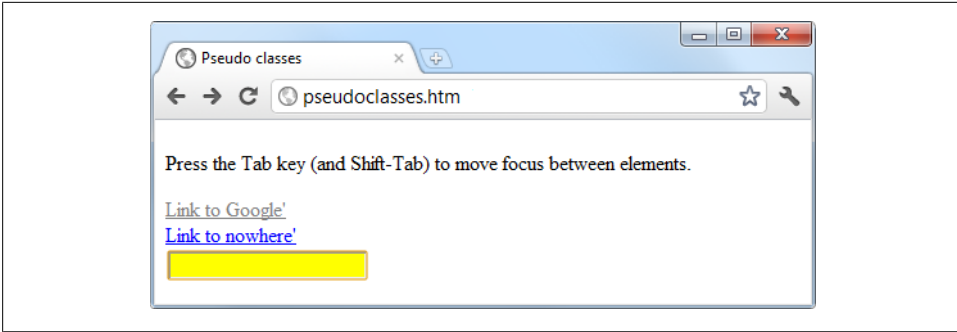 Pseudo classes
pseudoclasses.htm
Press the Tab key (and Shift-Tab) to move focus between elements.
Link to Google'
Link to nowhere'